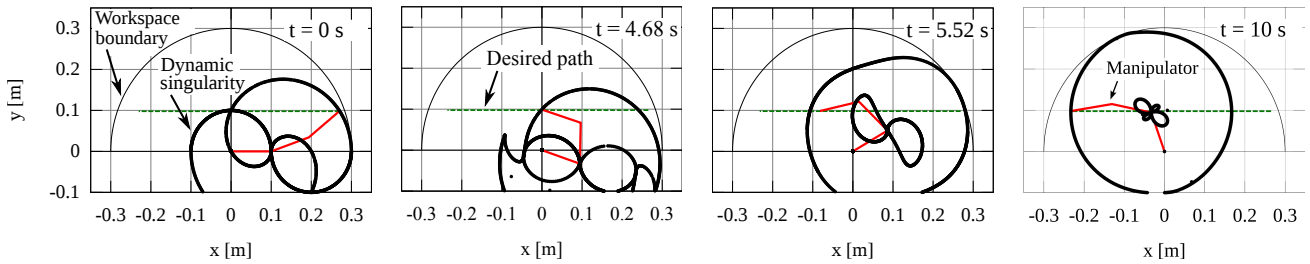 Workspace
boundary
Dynamic
singularity
t = 0 s
0.3
0.2
0.1
0
-0.1
y [m]
-0.3 -0.2 -0.1 0 0.1 0.2 0.3
x [m]
t = 4.68 s
Desired path
-0.3 -0.2 -0.1 0 0.1 0.2 0.3
x [m]
t = 5.52 s
-0.3 -0.2 -0.1 0 0.1 0.2 0.3
x [m]
t = 10 s
Manipulator
-0.3 -0.2 -0.1 0 0.1 0.2 0.3
x [m]